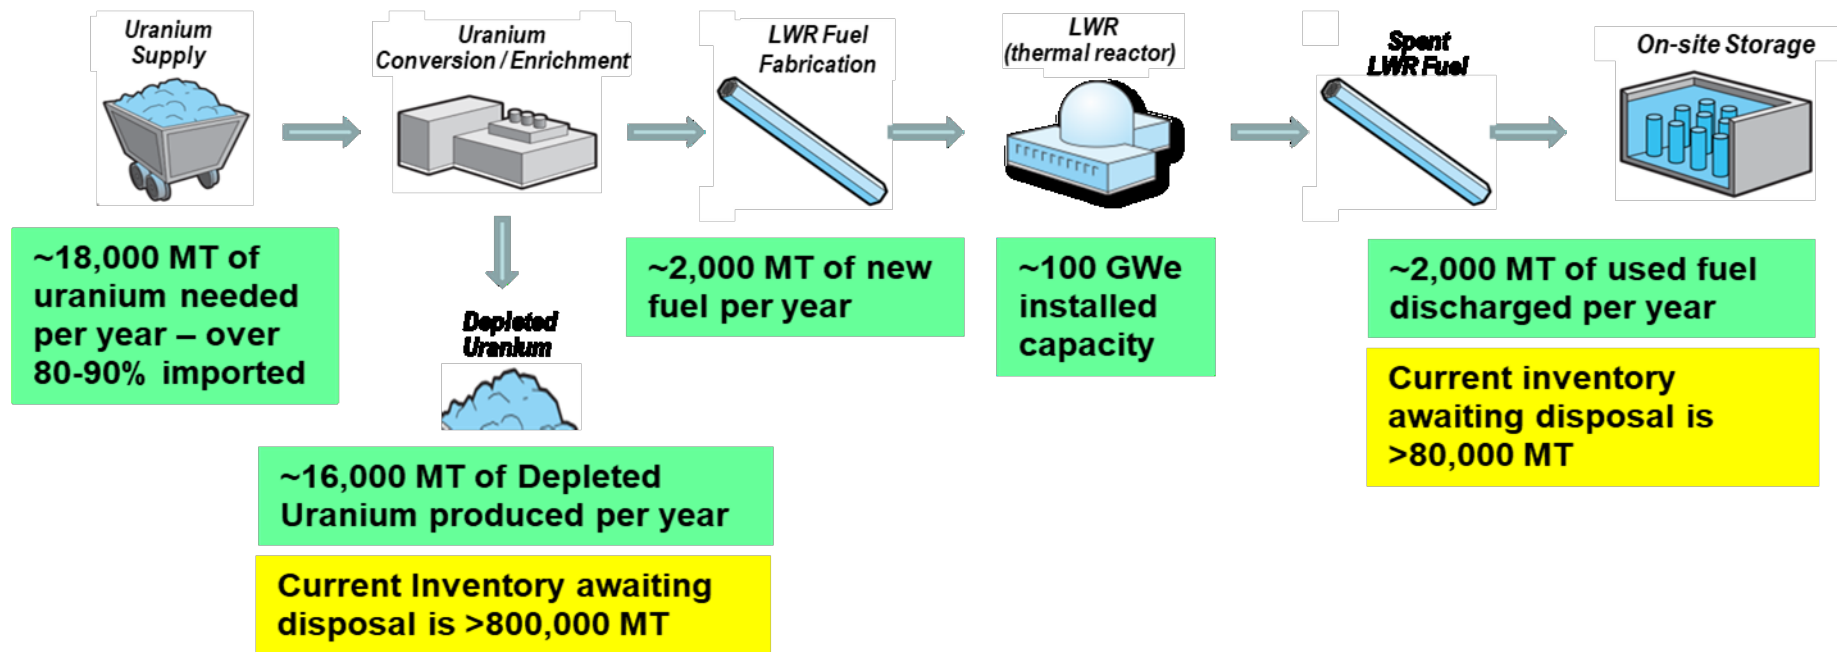 Uranium
Supply
Uranium
Conversion / Enrichment
LWR Fuel
Fabrication
LWR
(thermal reactor)
Spent
LWR Fuel
On-site Storage
~18,000 MT of
uranium needed
per year – over
80-90% imported
Depleted
Uranium
~16,000 MT of Depleted
Uranium produced per year
Current Inventory awaiting
disposal is >800,000 MT
~2,000 MT of new
fuel per year
~100 GWe
installed
capacity
~2,000 MT of used fuel
discharged per year
Current inventory
awaiting disposal is
>80,000 MT